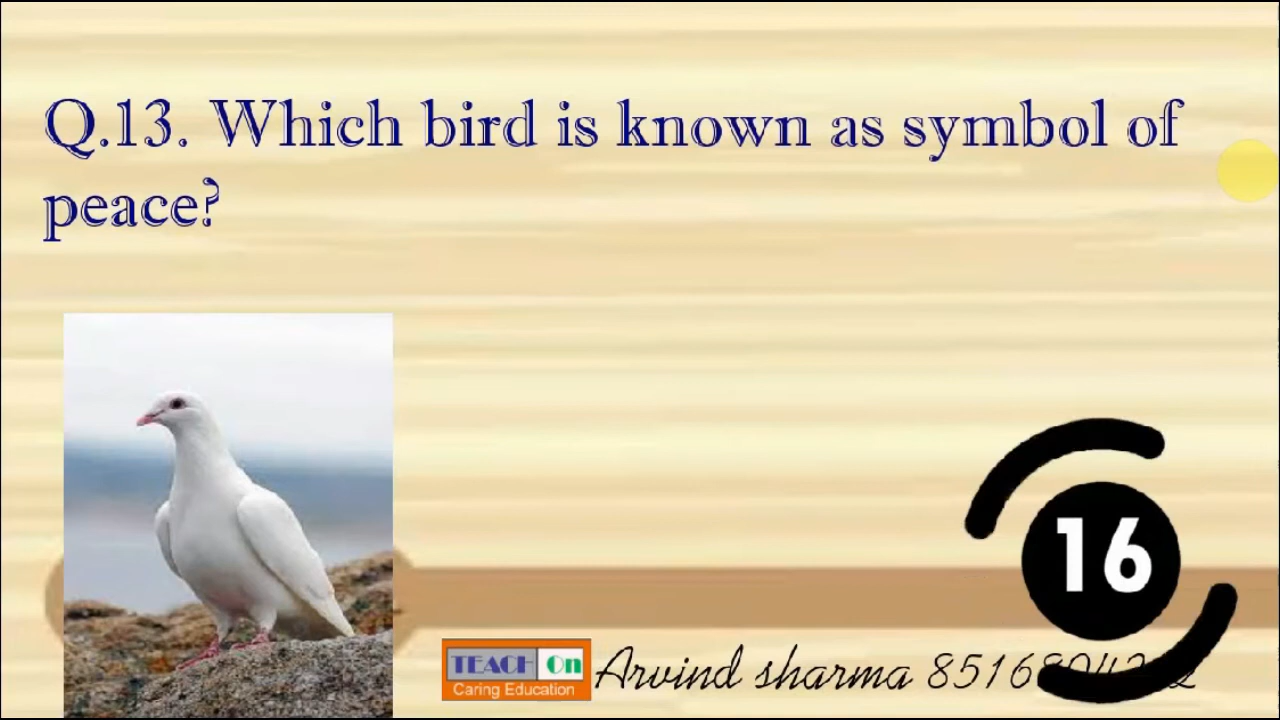 Q.13. Which bird is known as symbol of
peace?
16
TEACH On
Caring Education
Arvind sharma